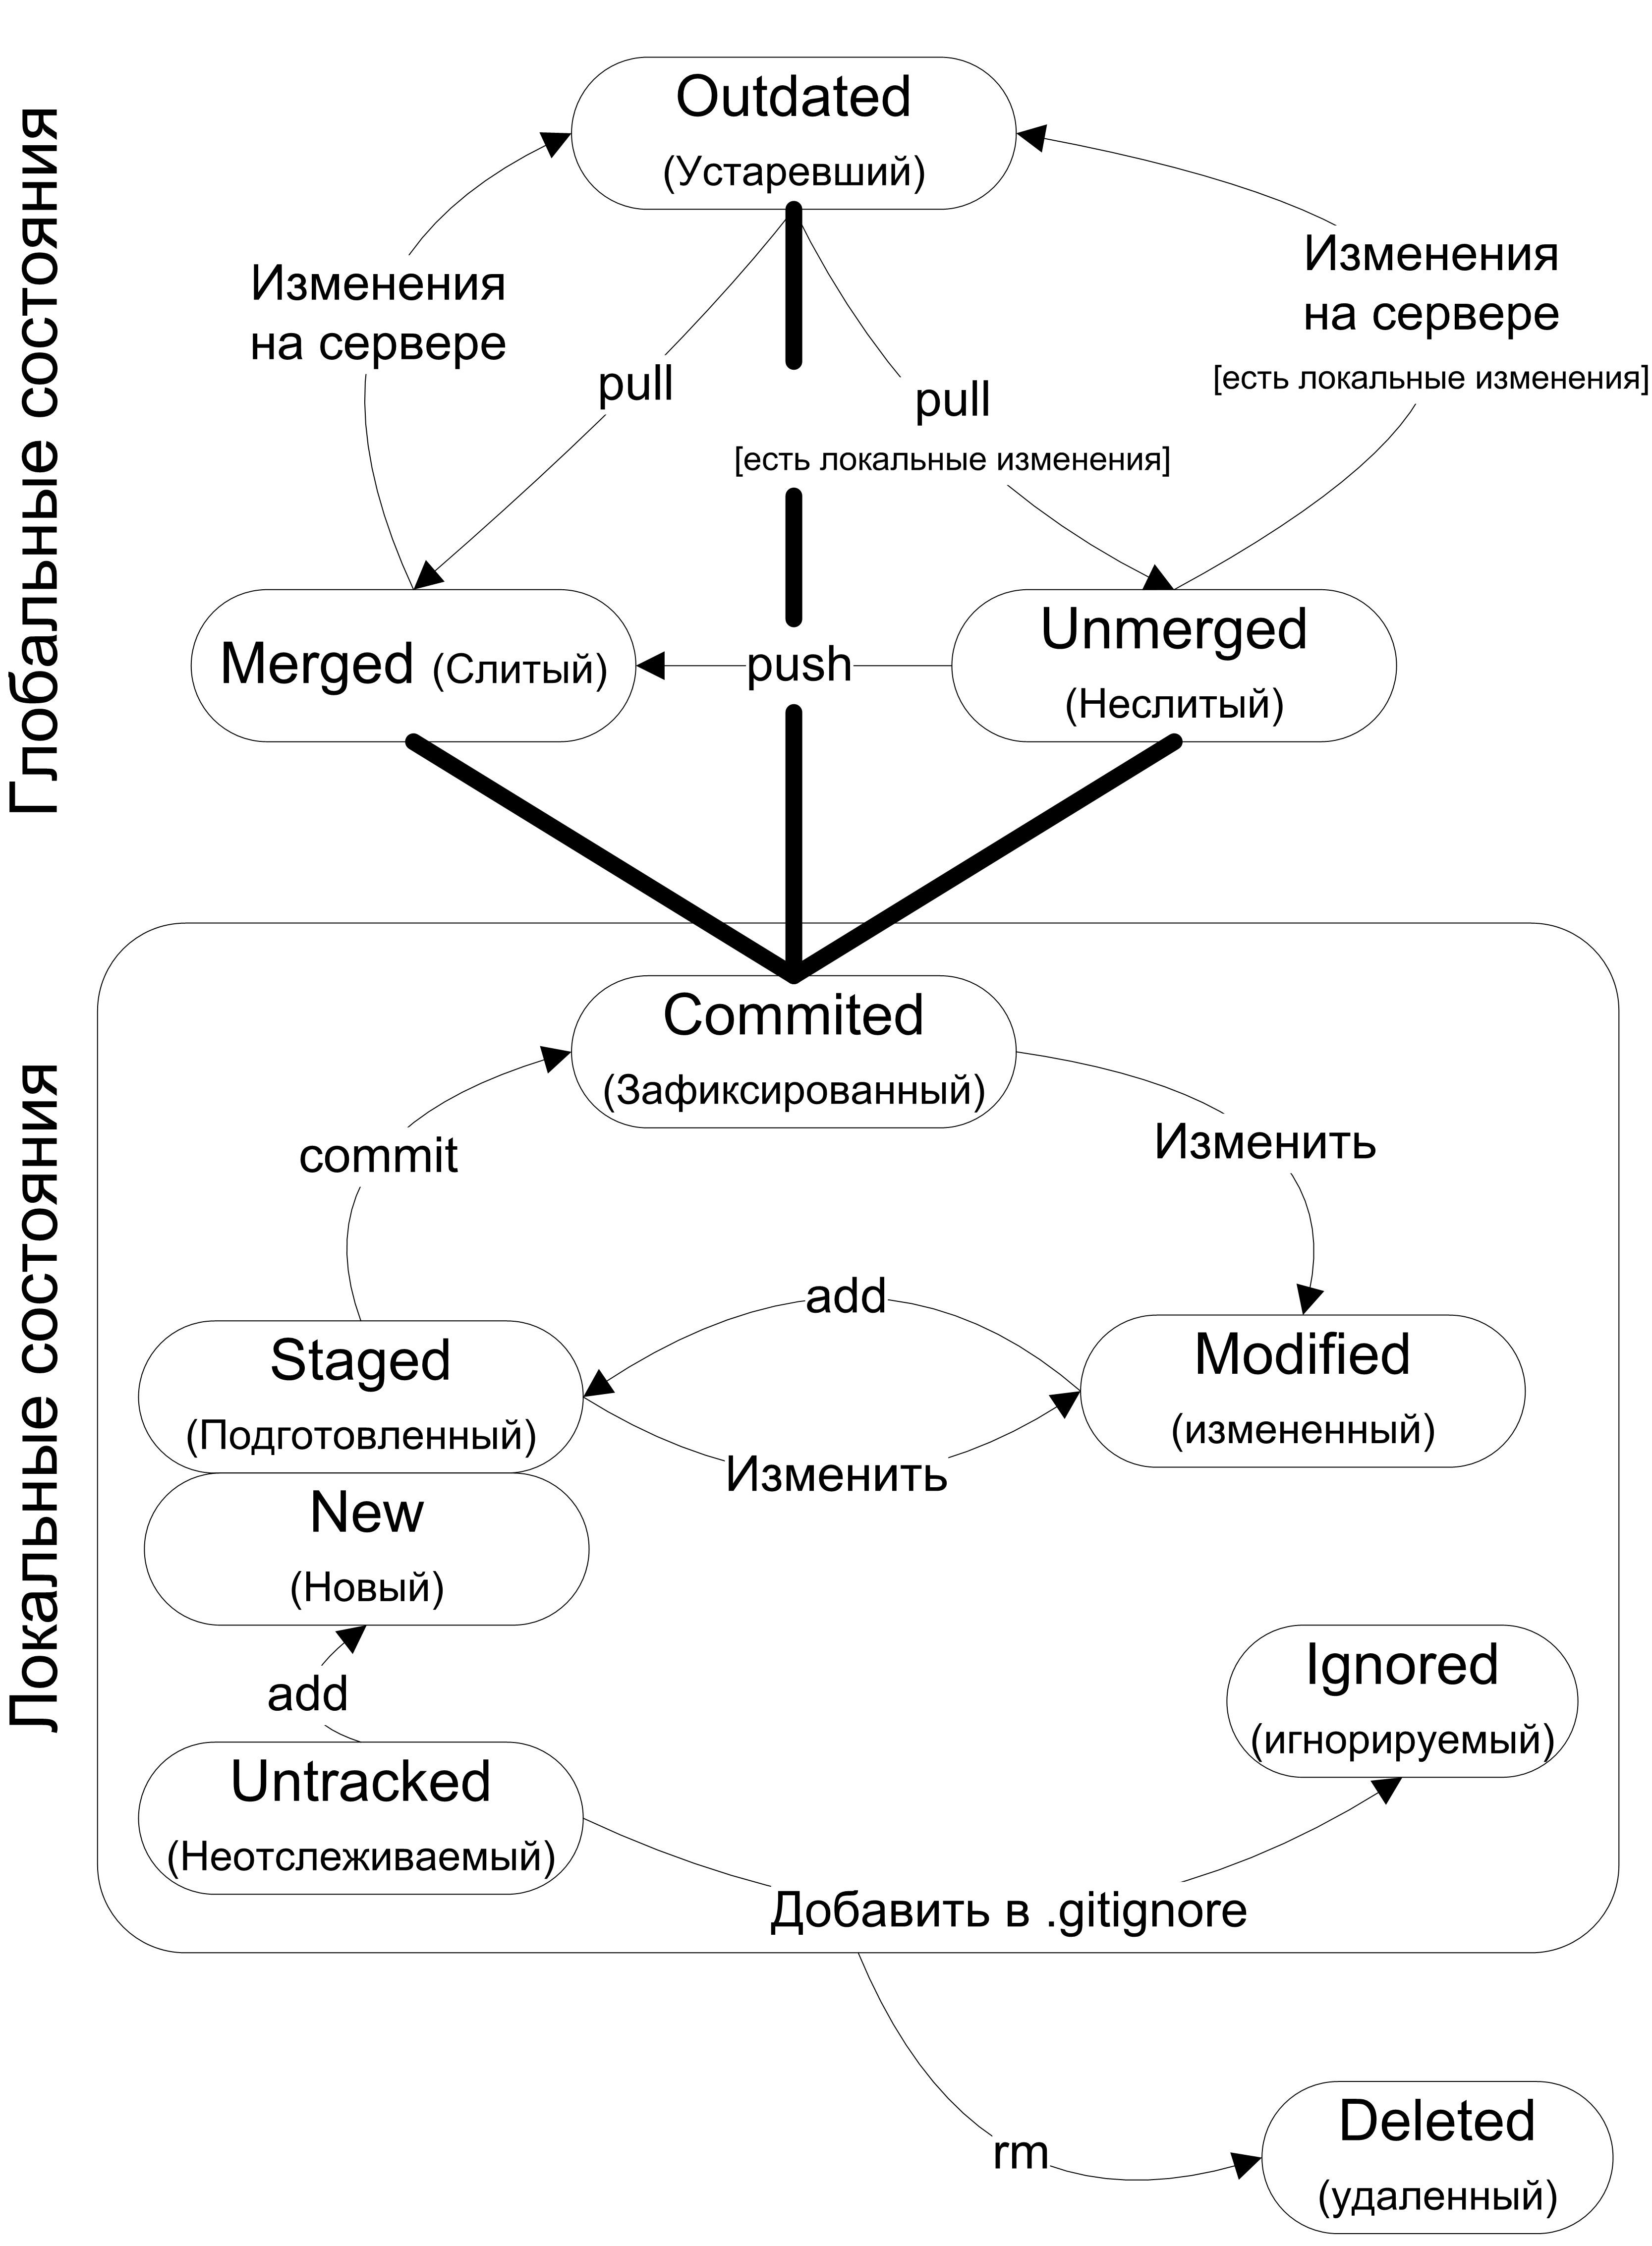 Глобальные состояния
Outdated
(Устаревший)
Изменения
на сервере
Изменения
на сервере
[есть локальные изменения]
pull
pull
[есть локальные изменения]
Merged (Слитый)
push
Unmerged
(Неслитый)
Локальные состояния
Commited
(Зафиксированный)
commit
Изменить
add
Staged
(Подготовленный)
Modified
(измененный)
Изменить
New
(Новый)
add
Ignored
(игнорируемый)
Untracked
(Неотслеживаемый)
Добавить в .gitignore
rm
Deleted
(удаленный)